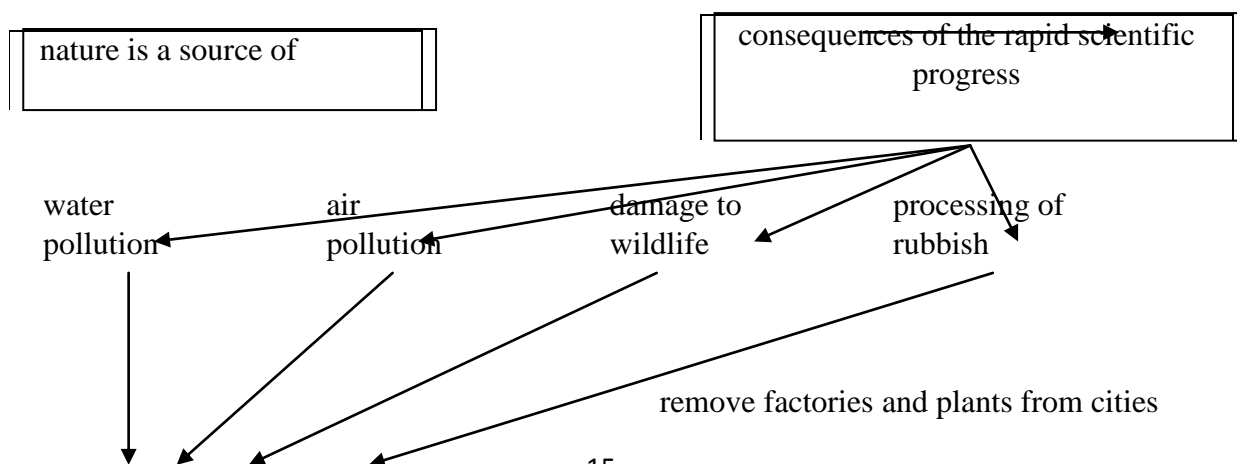 nature is a source of
consequences of the rapid scientific
progress
water
pollution
air
pollution
damage to
wildlife
processing of
rubbish
remove factories and plants from cities
15